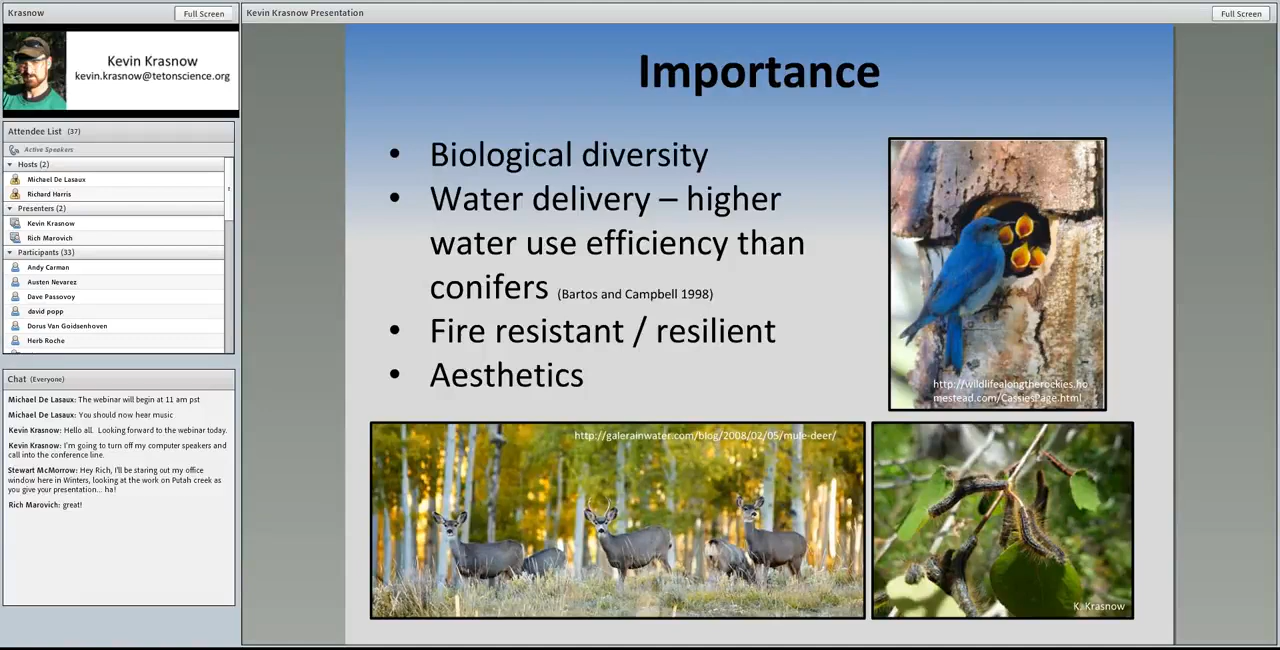 Krasnow
Full Screen
Kevin Krasnow
kevin.krasnow@tetonscience.org
Attendee List (37)
Active Speakers
Hosts (2)
Michael De Lasaux
Richard Harris
Presenters (2)
Kevin Krasnow
Rich Marovich
Participants (33)
Andy Carman
Austen Nevarez
Dave Passovoy
david popp
Dorus Van Goidsenhoven
Herb Roche
Chat (Everyone)
Michael De Lasaux: The webinar will begin at 11 am pst
Michael De Lasaux: You should now hear music
Kevin Krasnow: Hello all. Looking forward to the webinar today.
Kevin Krasnow: I'm going to turn off my computer speakers and
call into the conference line.
Stewart McMorrow: Hey Rich, I'll be staring out my office
window here in Winters, looking at the work on Putah creek as
you give your presentation... ha!
Rich Marovich: great!
Kevin Krasnow Presentation
Full Screen
Importance
• Biological diversity
• Water delivery – higher
water use efficiency than
conifers (Bartos and Campbell 1998)
• Fire resistant / resilient
• Aesthetics
http://wildlifealongtherockies.ho
mestead.com/CassiesPage.html
http://galerainwater.com/blog/2008/02/05/mule-deer/
K. Krasnow